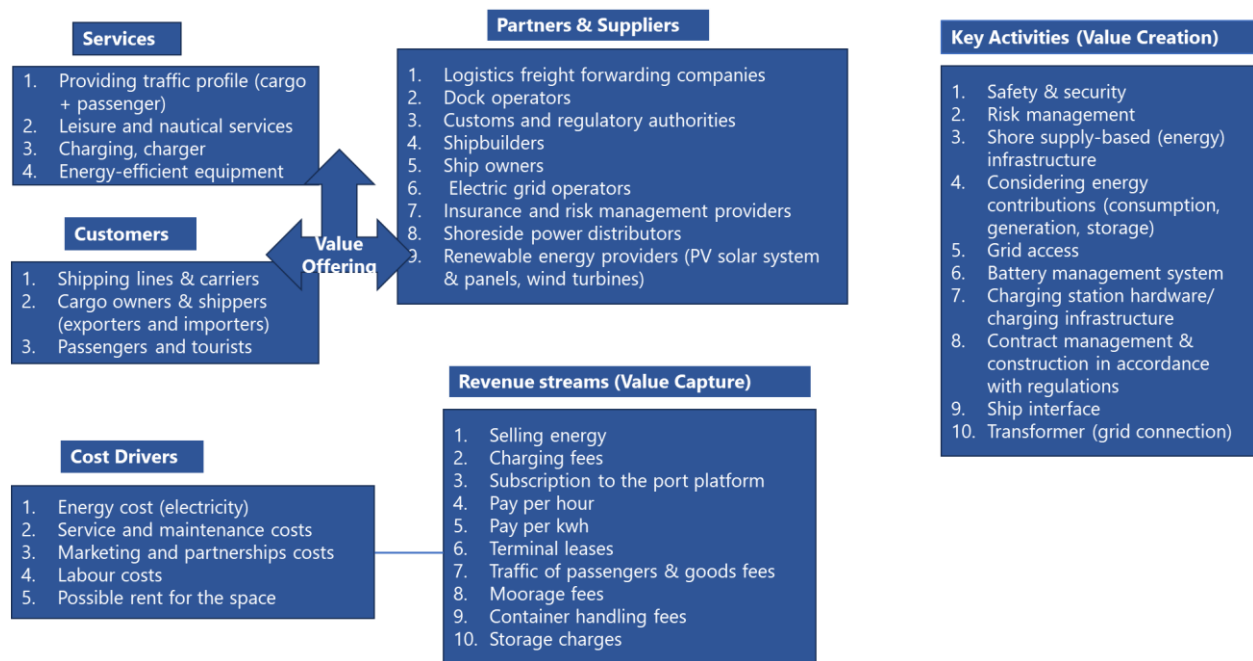 Services
1. Providing traffic profile (cargo
+ passenger)
2. Leisure and nautical services
3. Charging, charger
4. Energy-efficient equipment
Customers
1. Shipping lines & carriers
2. Cargo owners & shippers
(exporters and importers)
3. Passengers and tourists
Value
Offering
Partners & Suppliers
1. Logistics freight forwarding companies
2. Dock operators
3. Customs and regulatory authorities
4. Shipbuilders
5. Ship owners
6. Electric grid operators
7. Insurance and risk management providers
8. Shoreside power distributors
9. Renewable energy providers (PV solar system
& panels, wind turbines)
Key Activities (Value Creation)
1. Safety & security
2. Risk management
3. Shore supply-based (energy)
infrastructure
4. Considering energy
contributions (consumption,
generation, storage)
5. Grid access
6. Battery management system
7. Charging station hardware/
charging infrastructure
8. Contract management &
construction in accordance
with regulations
9. Ship interface
10. Transformer (grid connection)
Cost Drivers
1. Energy cost (electricity)
2. Service and maintenance costs
3. Marketing and partnerships costs
4. Labour costs
5. Possible rent for the space
Revenue streams (Value Capture)
1. Selling energy
2. Charging fees
3. Subscription to the port platform
4. Pay per hour
5. Pay per kwh
6. Terminal leases
7. Traffic of passengers & goods fees
8. Moorage fees
9. Container handling fees
10. Storage charges